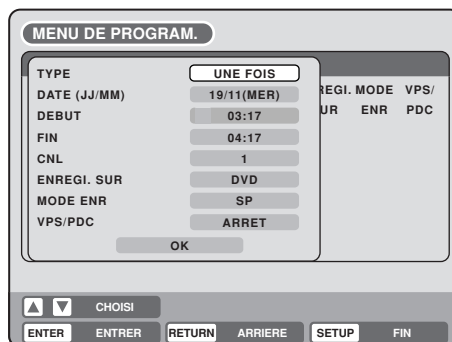 MENU DE PROGRAM.
TYPE UNE FOIS
DATE (JJ/MM) 19/11(MER)
REGI. MODE VPS/
DEBUT 03:17
UR ENR PDC
FIN 04:17
CNL 1
ENREGI. SUR DVD
MODE ENR SP
VPS/PDC ARRET
OK
▲ ▼ CHOISI
ENTER ENTRER RETURN ARRIERE SETUP FIN